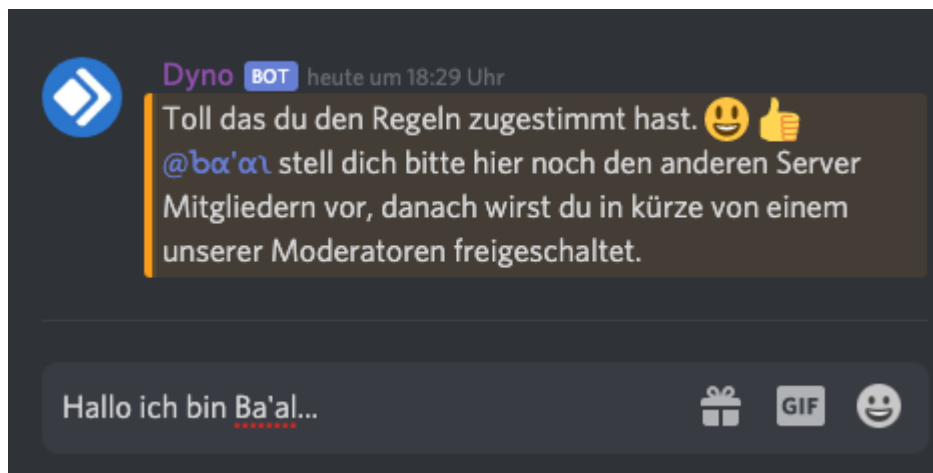 Dyno BOT heute um 18:29 Uhr
Toll das du den Regeln zugestimmt hast. 😃 👍
@ba'al stell dich bitte hier noch den anderen Server
Mitgliedern vor, danach wirst du in kürze von einem
unserer Moderatoren freigeschaltet.
Hallo ich bin Ba'al...
GIF